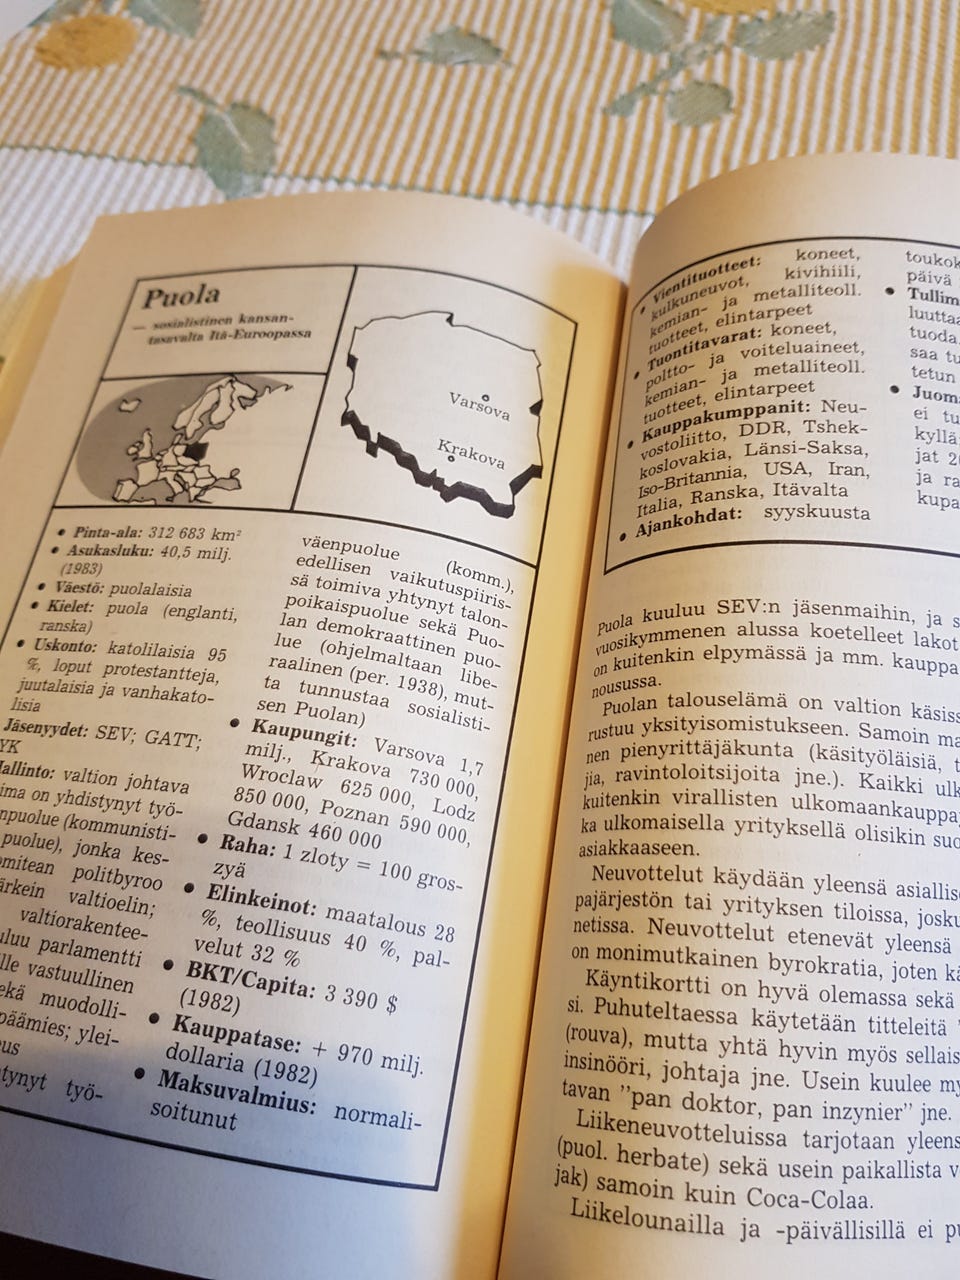 Puola
— sosialistinen kansan-
tasavalta Itä-Euroopassa
Varsova
Krakova
• Pinta-ala: 312 683 km²
• Asukasluku: 40,5 milj.
(1983)
• Väestö: puolalaisia
• Kielet: puola (englanti,
ranska)
• Uskonto: katolilaisia 95
%, loput protestantteja,
juutalaisia ja vanhakato-
lisia
Jäsenyydet: SEV; GATT;
YK
Hallinto: valtion johtava
ima on yhdistynyt työ-
npuolue (kommunisti-
puolue), jonka kes-
omitean politbyroo
ärkein valtioelin;
valtiorakentee-
uluu parlamentti
lle vastuullinen
ekä muodolli-
päämies; ylei-
eus
tynyt työ-
väenpuolue (komm.),
edellisen vaikutuspiiris-
sä toimiva yhtynyt talon-
poikaispuolue sekä Puo-
lan demokraattinen puo-
lue (ohjelmaltaan libe-
raalinen (per. 1938), mut-
ta tunnustaa sosialisti-
sen Puolan)
• Kaupungit: Varsova 1,7
milj., Krakova 730 000,
Wroclaw 625 000, Lodz
850 000, Poznan 590 000,
Gdansk 460 000
• Raha: 1 zloty = 100 gros-
zyä
• Elinkeinot: maatalous 28
%, teollisuus 40 %, pal-
velut 32 %
• BKT/Capita: 3 390 $
(1982)
• Kauppatase: + 970 milj.
dollaria (1982)
• Maksuvalmius: normali-
soitunut
• Vientituotteet: koneet,
kulkuneuvot, kivihiili,
kemian- ja metalliteoll.
tuotteet, elintarpeet
• Tuontitavarat: koneet,
poltto- ja voiteluaineet,
kemian- ja metalliteoll.
tuotteet, elintarpeet
• Kauppakumppanit: Neu-
vostoliitto, DDR, Tshek-
koslovakia, Länsi-Saksa,
Iso-Britannia, USA, Iran,
Italia, Ranska, Itävalta
• Ajankohdat: syyskuusta
toukok
päivä
• Tullim
luutta
tuoda.
saa tu
tetun
• Juom
ei tu
kyllä
jat 2
ja ra
kupa
Puola kuuluu SEV:n jäsenmaihin, ja s
vuosikymmenen alussa koetelleet lakot
on kuitenkin elpymässä ja mm. kauppa
nousussa.
Puolan talouselämä on valtion käsiss
rustuu yksityisomistukseen. Samoin ma
nen pienyrittäjäkunta (käsityöläisiä, t
jia, ravintoloitsijoita jne.). Kaikki ulk
kuitenkin virallisten ulkomaankauppa
ka ulkomaisella yrityksellä olisikin suo
asiakkaaseen.
Neuvottelut käydään yleensä asiallise
pajärjestön tai yrityksen tiloissa, josku
netissa. Neuvottelut etenevät yleensä
on monimutkainen byrokratia, joten kä
Käyntikortti on hyvä olemassa sekä
si. Puhuteltaessa käytetään titteleitä "
(rouva), mutta yhtä hyvin myös sellais
insinööri, johtaja jne. Usein kuulee my
tavan "pan doktor, pan inzynier" jne.
Liikeneuvotteluissa tarjotaan yleens
(puol. herbate) sekä usein paikallista v
jak) samoin kuin Coca-Colaa.
Liikelounailla ja -päivällisillä ei pu